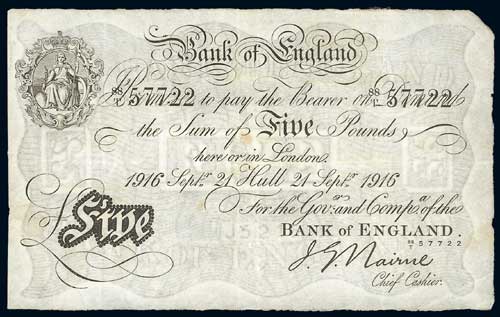 Bank of England
88/T 57722 to pay the Bearer on 88/T 57722
the Sum of Five Pounds
here or in London
1916 Septr. 21 Hull 21 Septr. 1916
For the Govr. and Compa. of the
Five
BANK OF ENGLAND.
88/T 57722
J. G. Nairne
Chief Cashier.